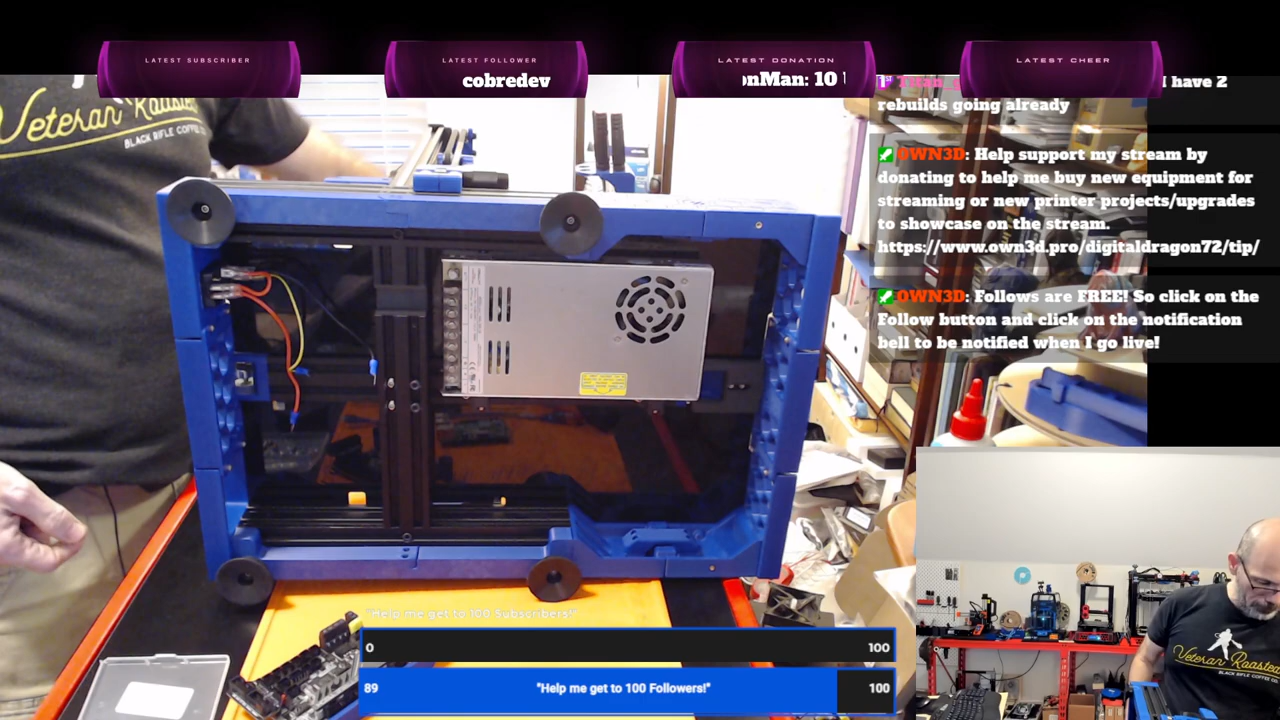 LATEST SUBSCRIBER
LATEST FOLLOWER
cobredev
LATEST DONATION
nMan: 10
LATEST CHEER
I have 2
rebuilds going already
OWN3D: Help support my stream by
donating to help me buy new equipment for
streaming or new printer projects/upgrades
to showcase on the stream.
https://www.own3d.pro/digitaldragon72/tip/
OWN3D: Follows are FREE! So click on the
Follow button and click on the notification
bell to be notified when I go live!
Veteran Roasted
BLACK RIFLE COFFEE CO
"Help me get to 100 Subscribers!"
0
100
89
"Help me get to 100 Followers!"
100
Veteran Roasted
BLACK RIFLE COFFEE